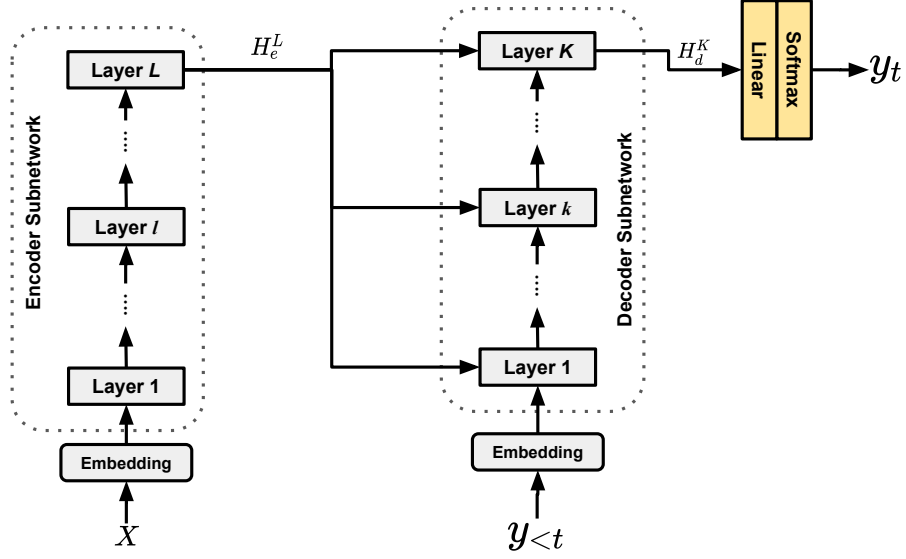 Encoder Subnetwork
Layer L
....
Layer l
....
Layer 1
Embedding
X
H_e^L
Layer K
....
Layer k
....
Layer 1
Embedding
y_{<t}
Decoder Subnetwork
H_d^K
Linear
Softmax
y_t